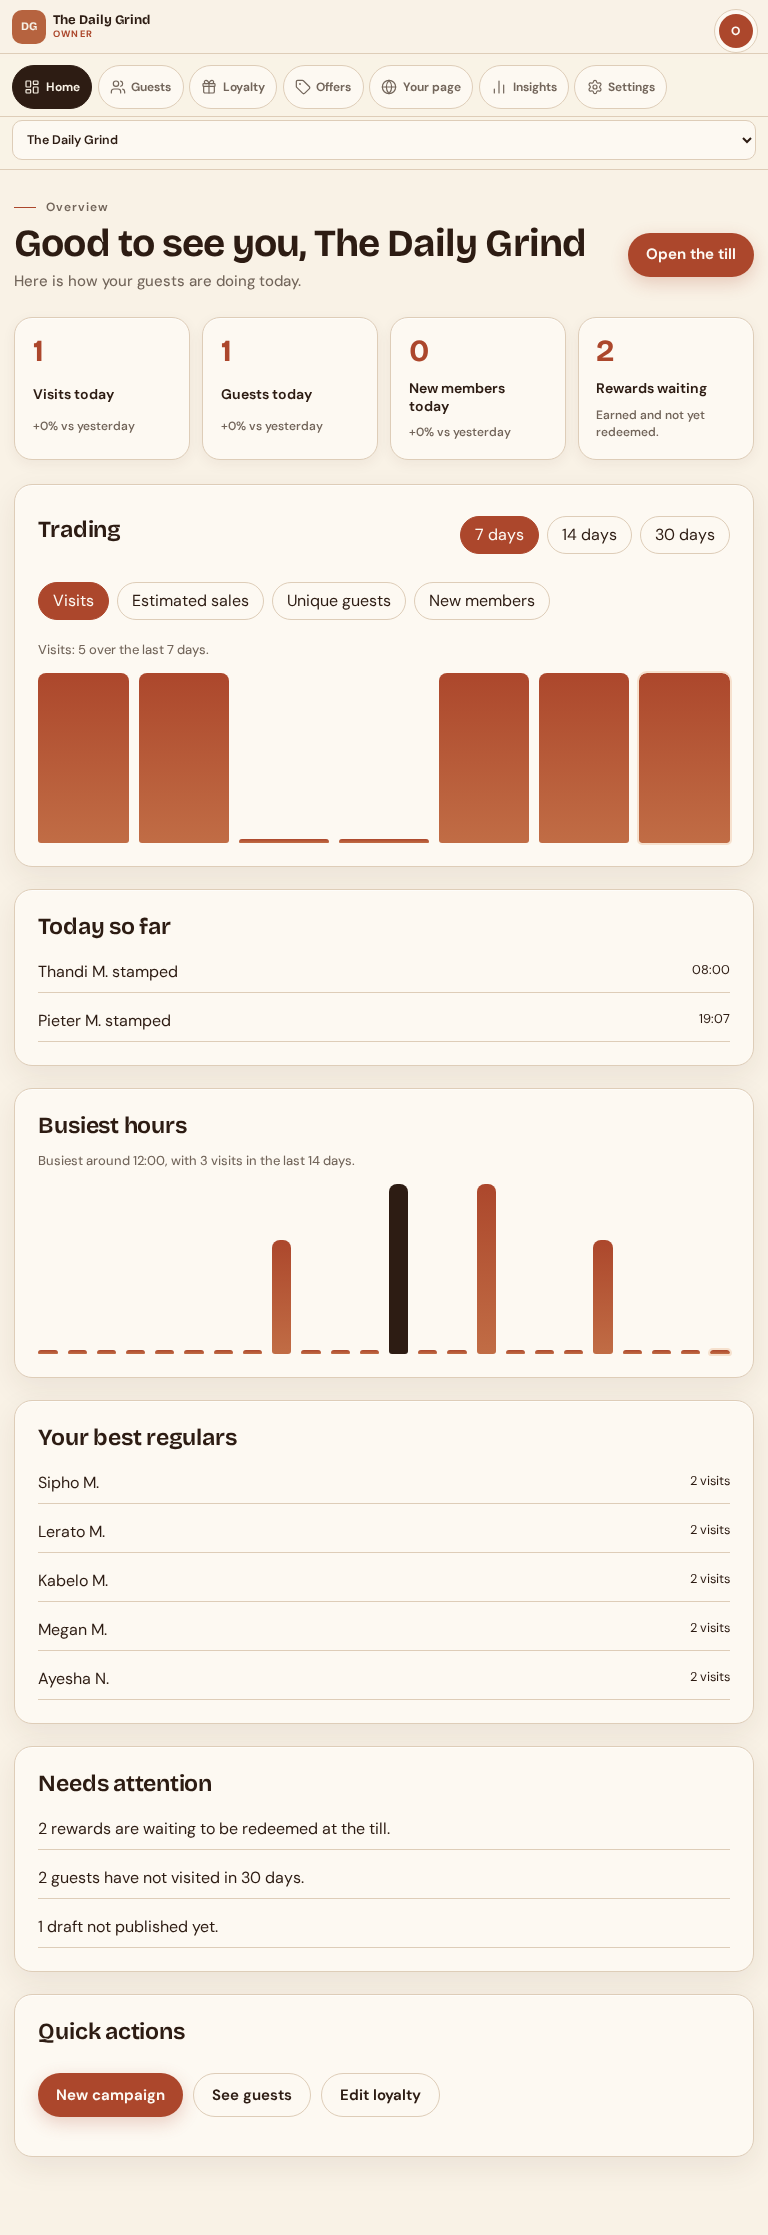 DG
The Daily Grind
OWNER
O
Home
Guests
Loyalty
Offers
Your page
Insights
Settings
The Daily Grind
Overview
Good to see you, The Daily Grind
Here is how your guests are doing today.
Open the till
1
Visits today
+0% vs yesterday
1
Guests today
+0% vs yesterday
0
New members
today
+0% vs yesterday
2
Rewards waiting
Earned and not yet
redeemed.
Trading
7 days
14 days
30 days
Visits
Estimated sales
Unique guests
New members
Visits: 5 over the last 7 days.
Today so far
Thandi M. stamped
08:00
Pieter M. stamped
19:07
Busiest hours
Busiest around 12:00, with 3 visits in the last 14 days.
Your best regulars
Sipho M.
2 visits
Lerato M.
2 visits
Kabelo M.
2 visits
Megan M.
2 visits
Ayesha N.
2 visits
Needs attention
2 rewards are waiting to be redeemed at the till.
2 guests have not visited in 30 days.
1 draft not published yet.
Quick actions
New campaign
See guests
Edit loyalty